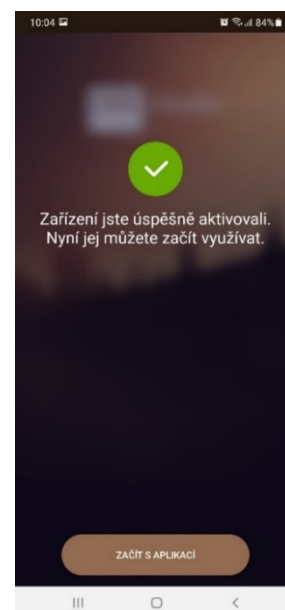 10:04
84%
Zařízení jste úspěšně aktivovali.
Nyní jej můžete začít využívat.
ZAČÍT S APLIKACÍ